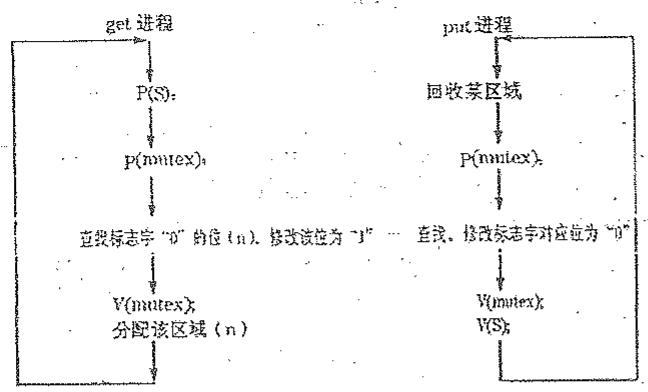 get 进程
put 进程
P(S);
回收某区域
p(mutex);
P(mutex);
查找标志字“0”的位(n),修改该位为“1”
查找、修改标志字对应位为“0”
V(mutex);
分配该区域(n)
V(mutex);
V(S);